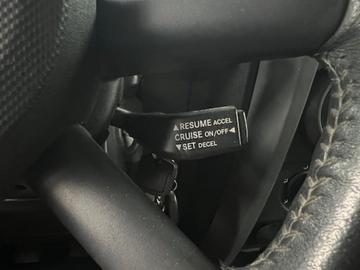 ▲ RESUME ACCEL
CRUISE ON/OFF ◄
▼ SET DECEL